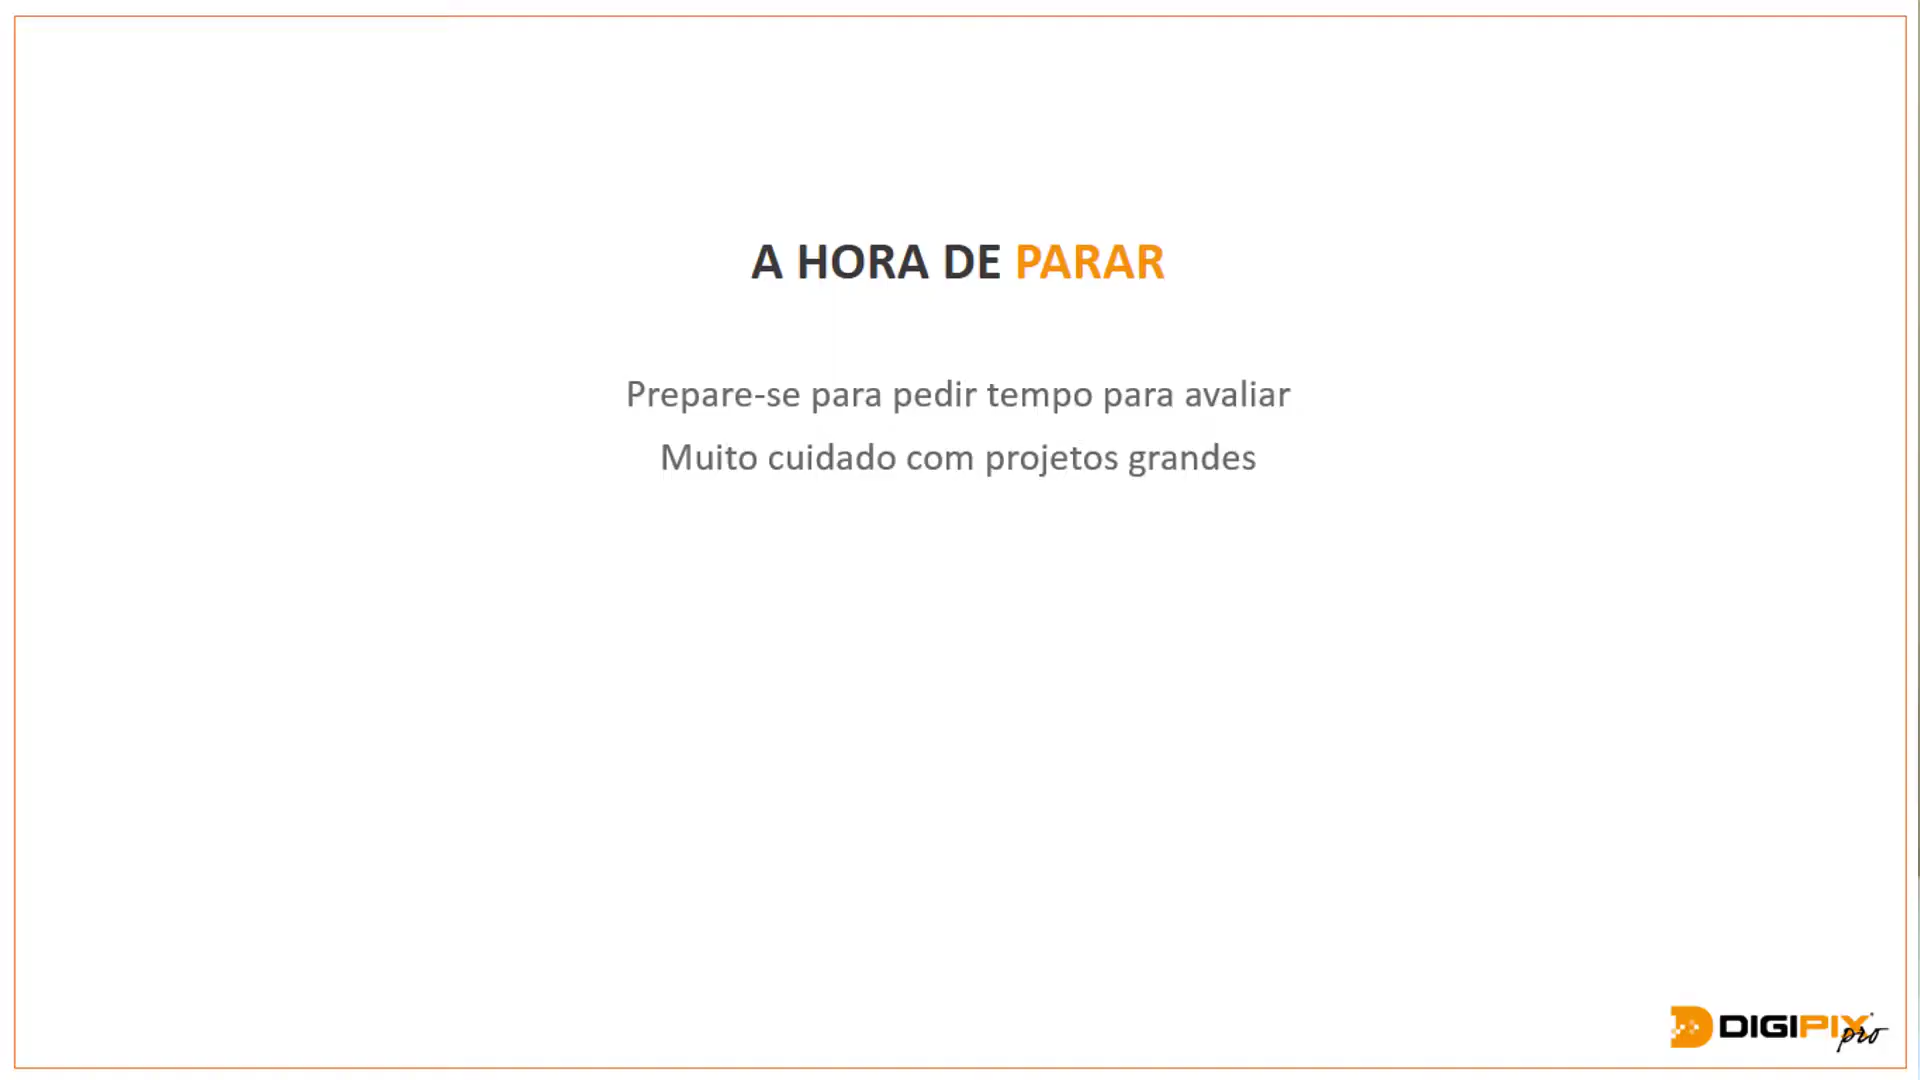 A HORA DE PARAR
Prepare-se para pedir tempo para avaliar
Muito cuidado com projetos grandes
DIGIPIX pro